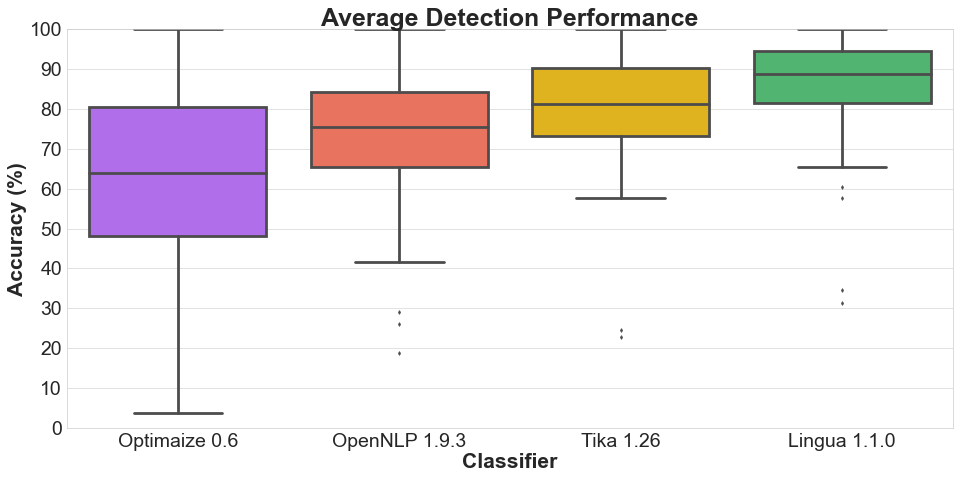 Average Detection Performance
100
90
80
70
60
50
40
30
20
10
0
Accuracy (%)
Optimaize 0.6 OpenNLP 1.9.3 Tika 1.26 Lingua 1.1.0
Classifier